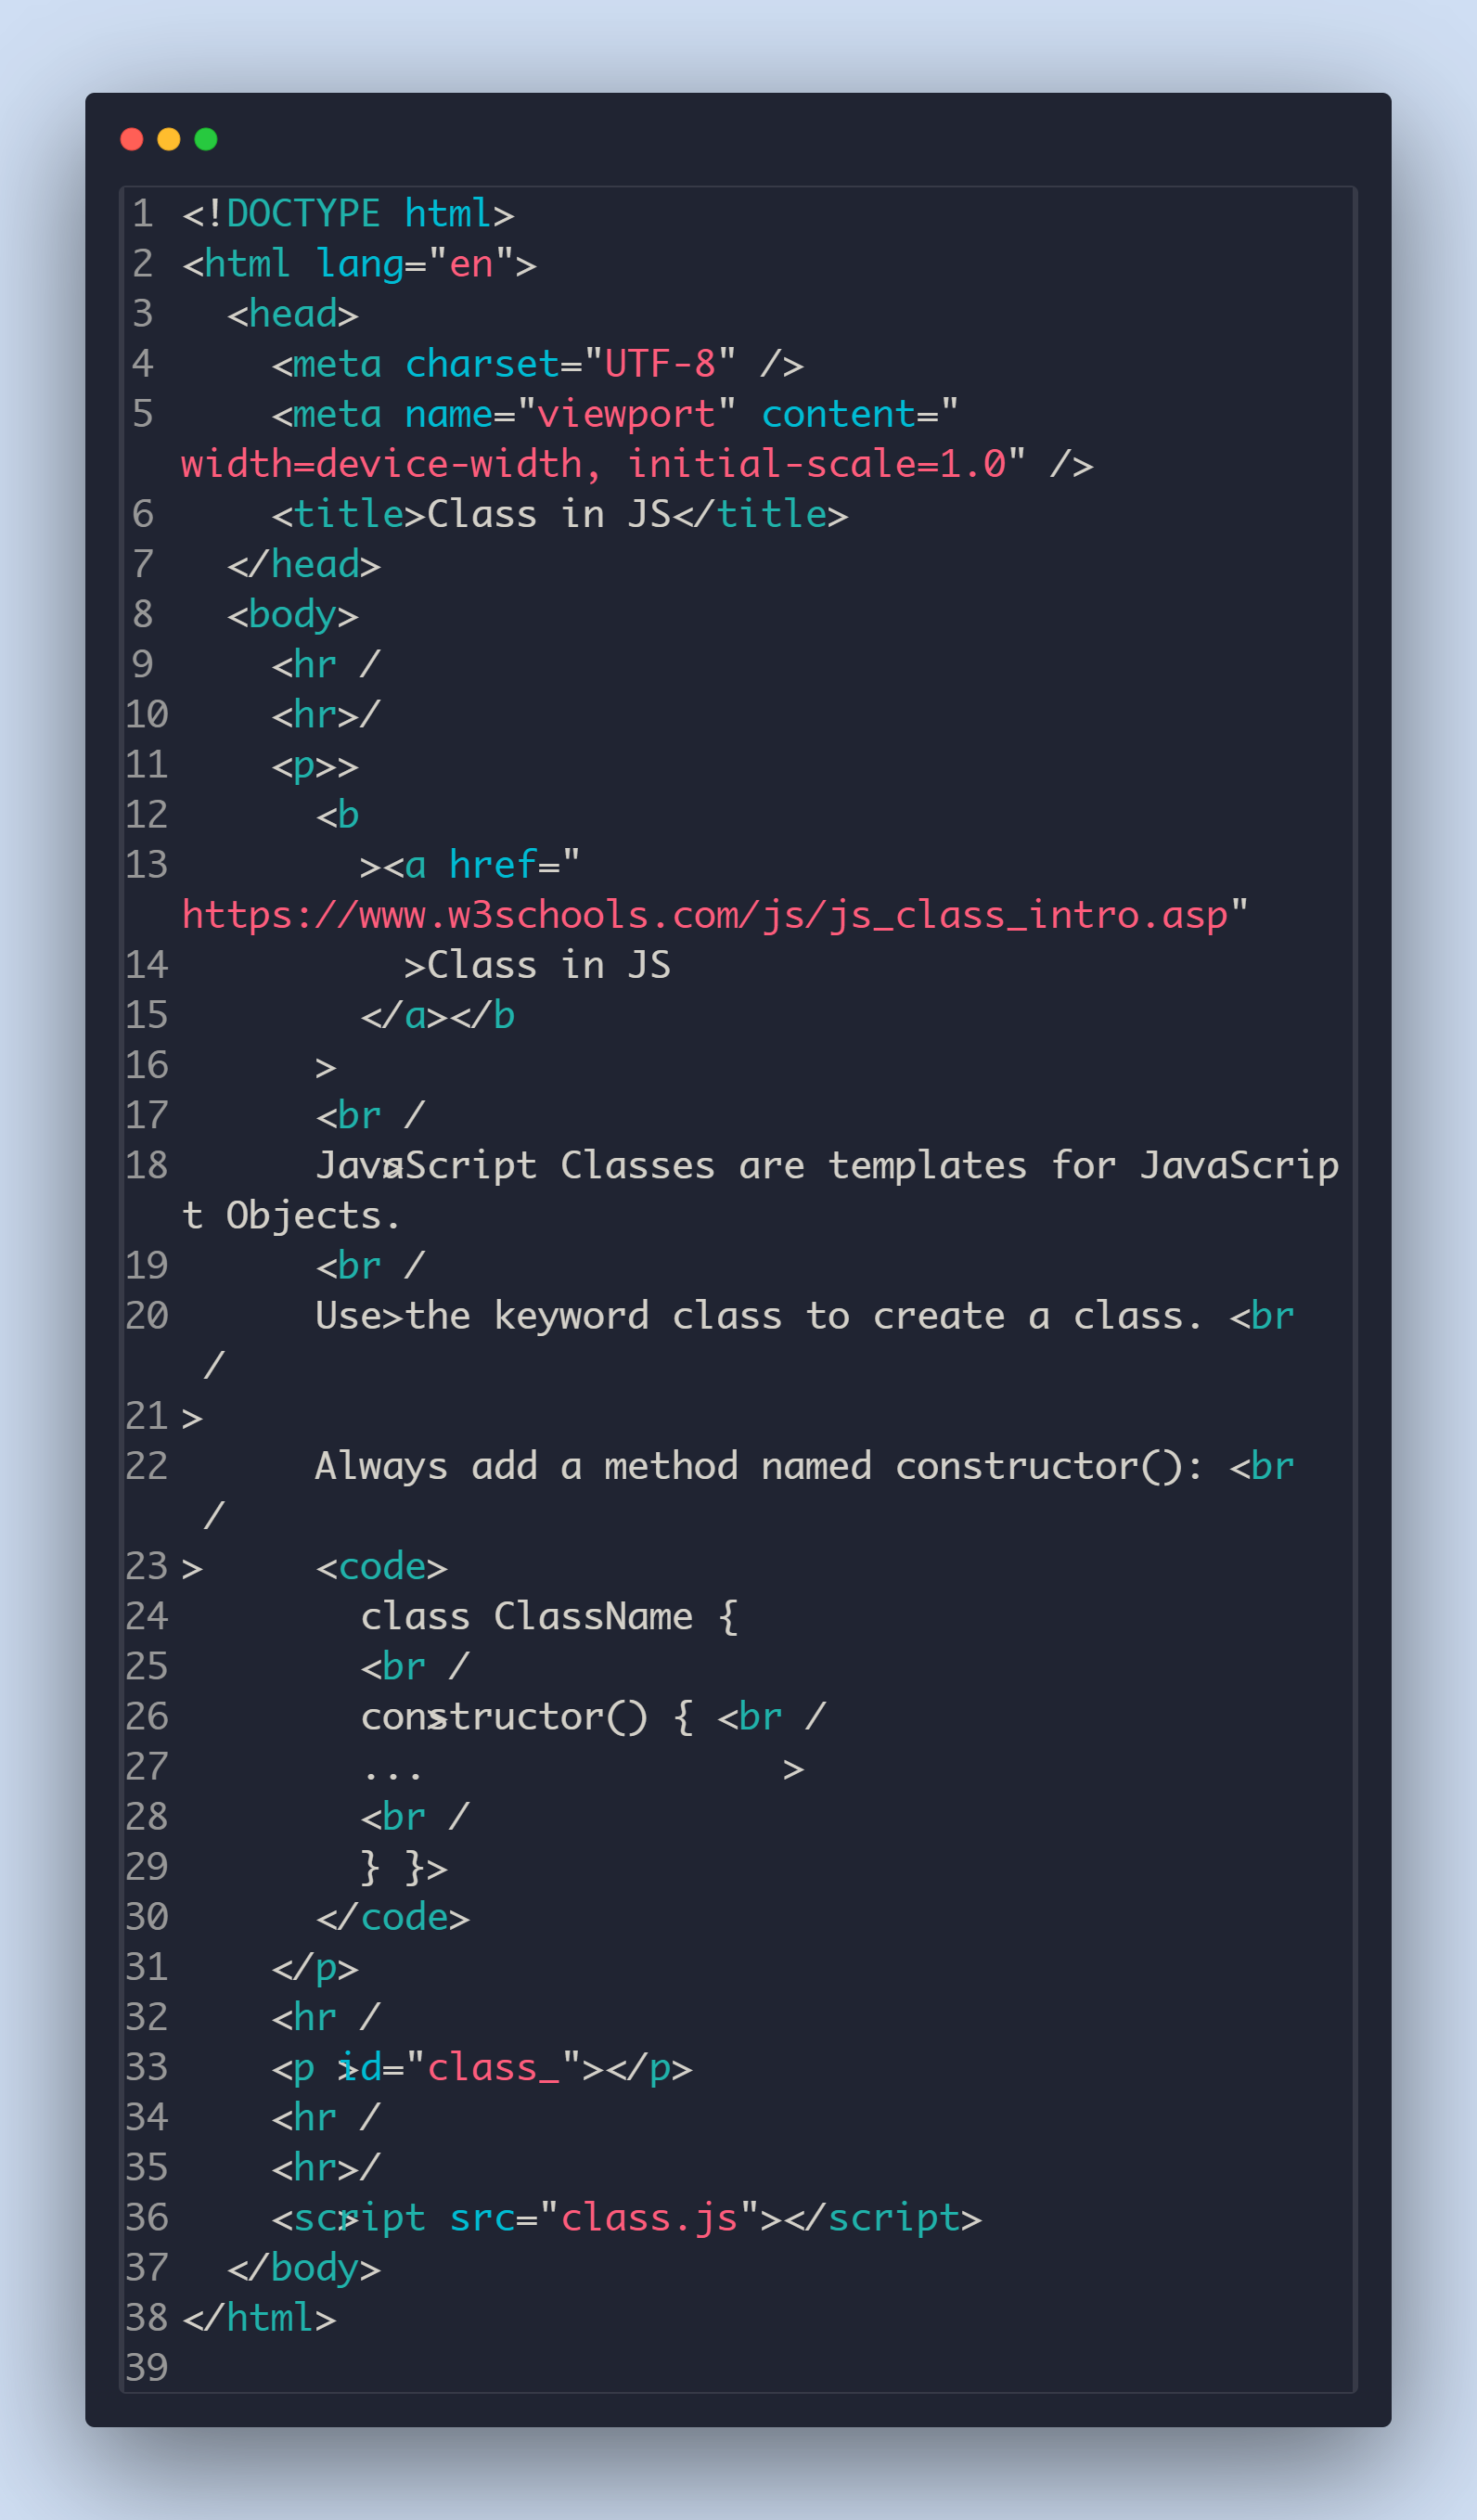 1 <!DOCTYPE html>
2 <html lang="en">
3   <head>
4     <meta charset="UTF-8" />
5     <meta name="viewport" content="
width=device-width, initial-scale=1.0" />
6     <title>Class in JS</title>
7   </head>
8   <body>
9     <hr /
10     <hr>/
11     <p>>
12       <b
13         ><a href="
https://www.w3schools.com/js/js_class_intro.asp"
14           >Class in JS
15         </a></b
16       >
17       <br /
18       JavaScript Classes are templates for JavaScrip
t Objects.
19       <br /
20       Use>the keyword class to create a class. <br
 /
21 >
22       Always add a method named constructor(): <br
 /
23 >     <code>
24         class ClassName {
25         <br /
26         constructor() { <br /
27         ...                >
28         <br /
29         } }>
30       </code>
31     </p>
32     <hr /
33     <p id="class_"></p>
34     <hr /
35     <hr>/
36     <script src="class.js"></script>
37   </body>
38 </html>
39